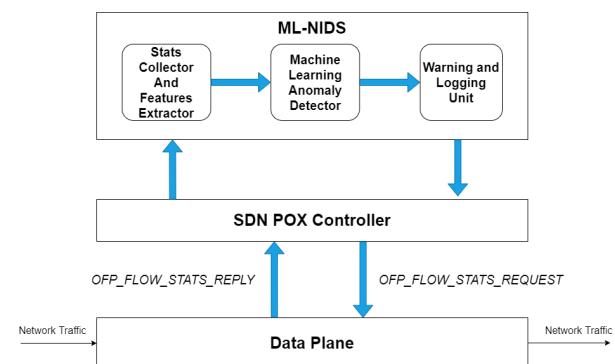 ML-NIDS
Stats
Collector
And
Features
Extractor
Machine
Learning
Anomaly
Detector
Warning and
Logging
Unit
SDN POX Controller
OFP_FLOW_STATS_REPLY
OFP_FLOW_STATS_REQUEST
Network Traffic
Data Plane
Network Traffic